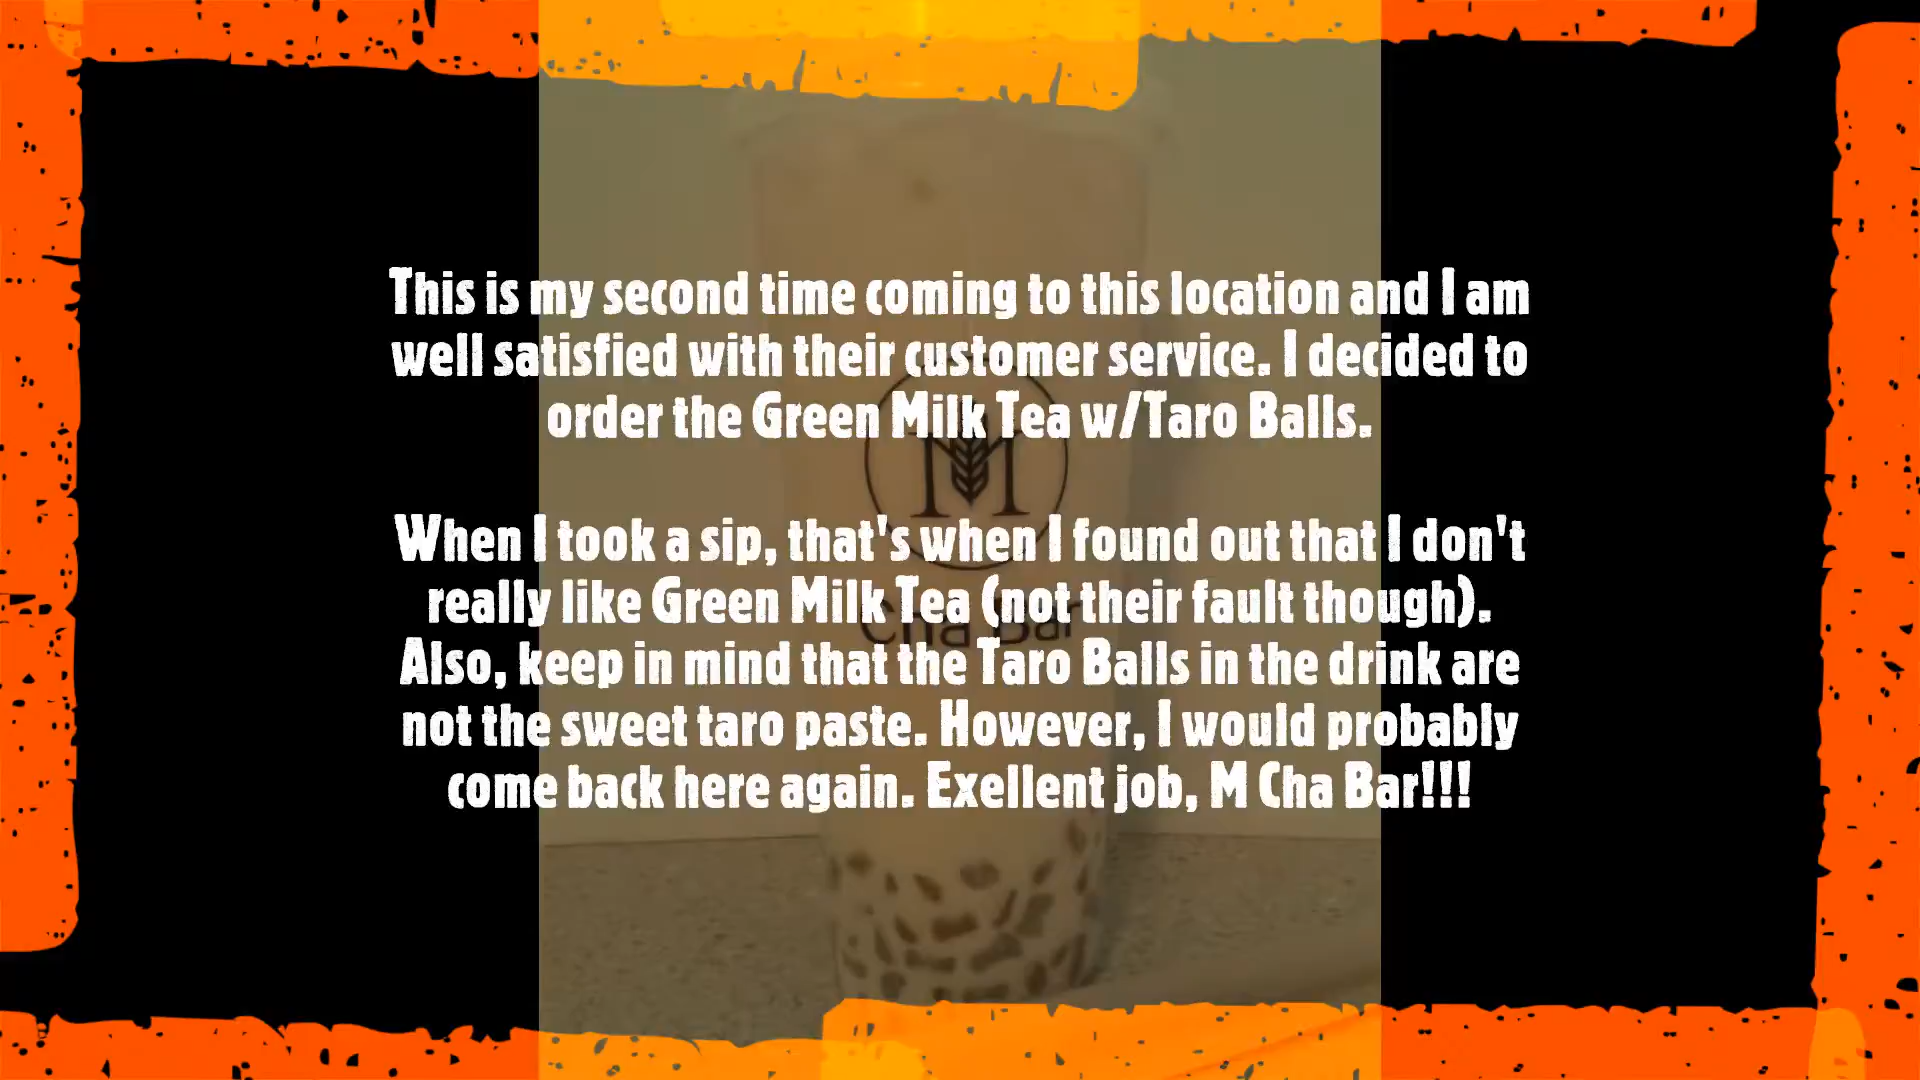 This is my second time coming to this location and I am
well satisfied with their customer service. I decided to
order the Green Milk Tea w/Taro Balls.
When I took a sip, that's when I found out that I don't
really like Green Milk Tea (not their fault though).
Also, keep in mind that the Taro Balls in the drink are
not the sweet taro paste. However, I would probably
come back here again. Exellent job, M Cha Bar!!!
M
Cha Bar